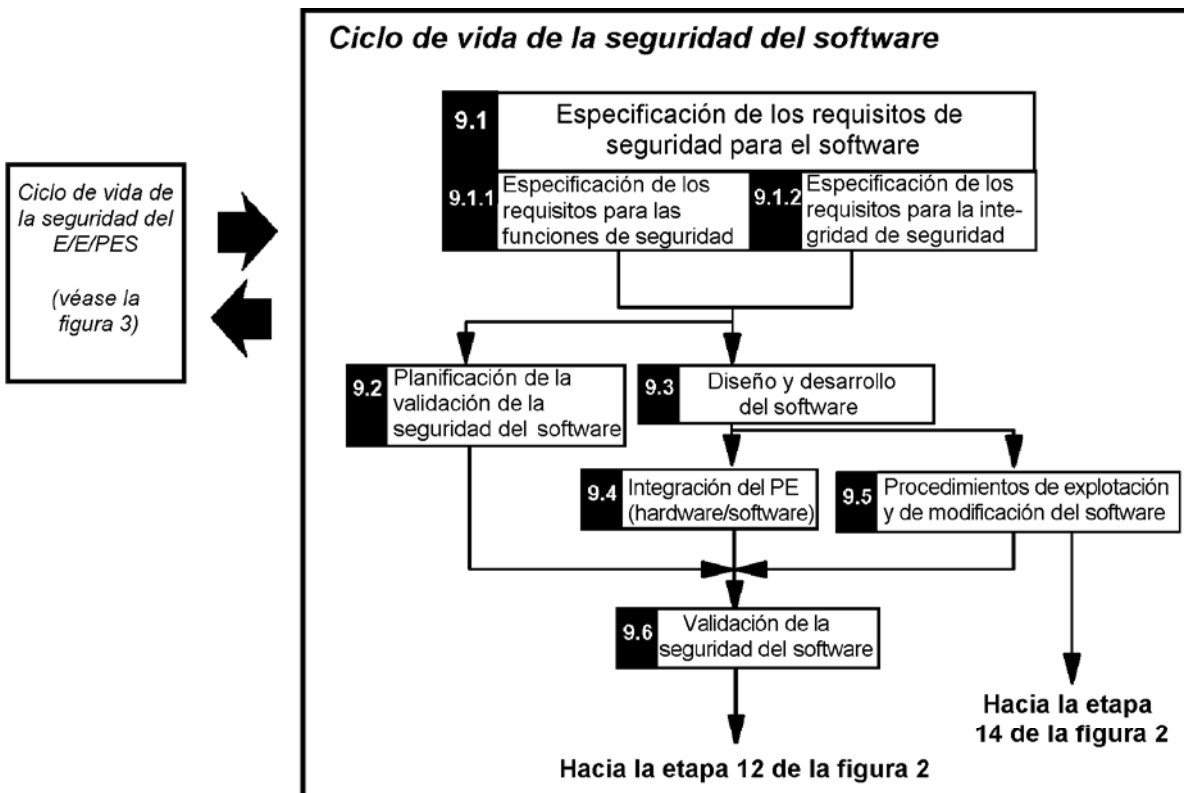 Ciclo de vida de la seguridad del software
9.1
Especificación de los requisitos de
seguridad para el software
9.1.1
Especificación de los
requisitos para las
funciones de seguridad
9.1.2
Especificación de los
requisitos para la inte-
gridad de seguridad
Ciclo de vida de
la seguridad del
E/E/PES
(véase la
figura 3)
9.2
Planificación de la
validación de la
seguridad del software
9.3
Diseño y desarrollo
del software
9.4
Integración del PE
(hardware/software)
9.5
Procedimientos de explotación
y de modificación del software
9.6
Validación de la
seguridad del software
Hacia la etapa
14 de la figura 2
Hacia la etapa 12 de la figura 2